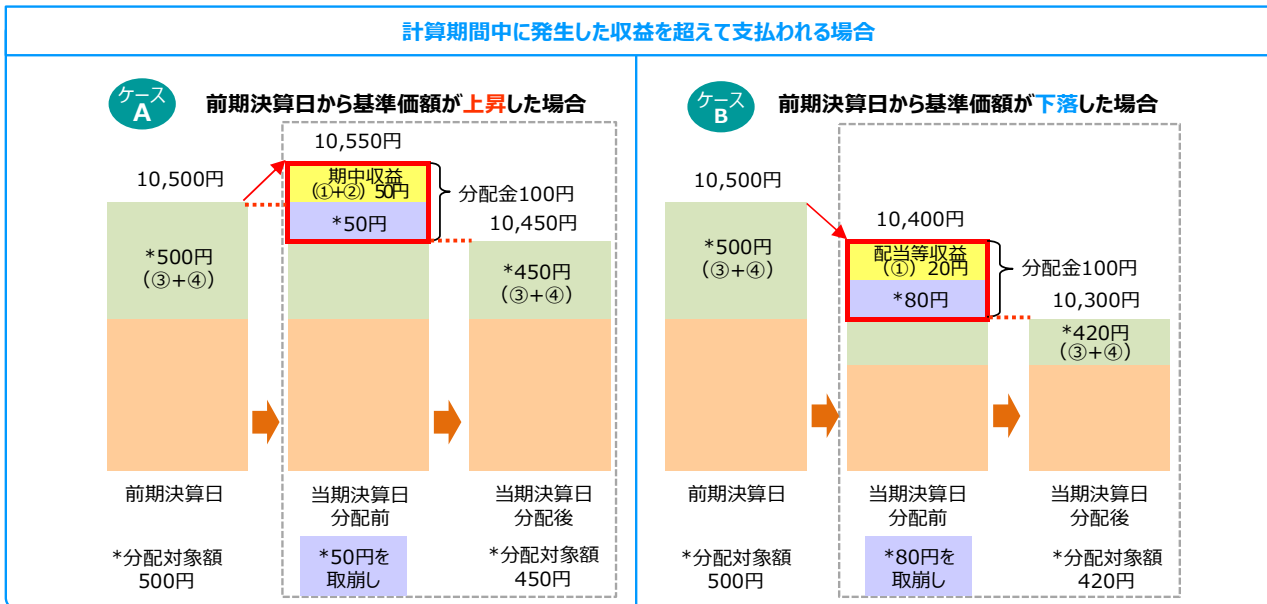 計算期間中に発生した収益を超えて支払われる場合
ケース
A
前期決算日から基準価額が上昇した場合
10,550円
10,500円
期中収益
(①+②) 50円
*50円
分配金100円
10,450円
*500円
(③+④)
*450円
(③+④)
前期決算日
当期決算日
分配前
当期決算日
分配後
*分配対象額
500円
*50円を
取崩し
*分配対象額
450円
ケース
B
前期決算日から基準価額が下落した場合
10,500円
10,400円
配当等収益
(①) 20円
*80円
分配金100円
10,300円
*500円
(③+④)
*420円
(③+④)
前期決算日
当期決算日
分配前
当期決算日
分配後
*分配対象額
500円
*80円を
取崩し
*分配対象額
420円